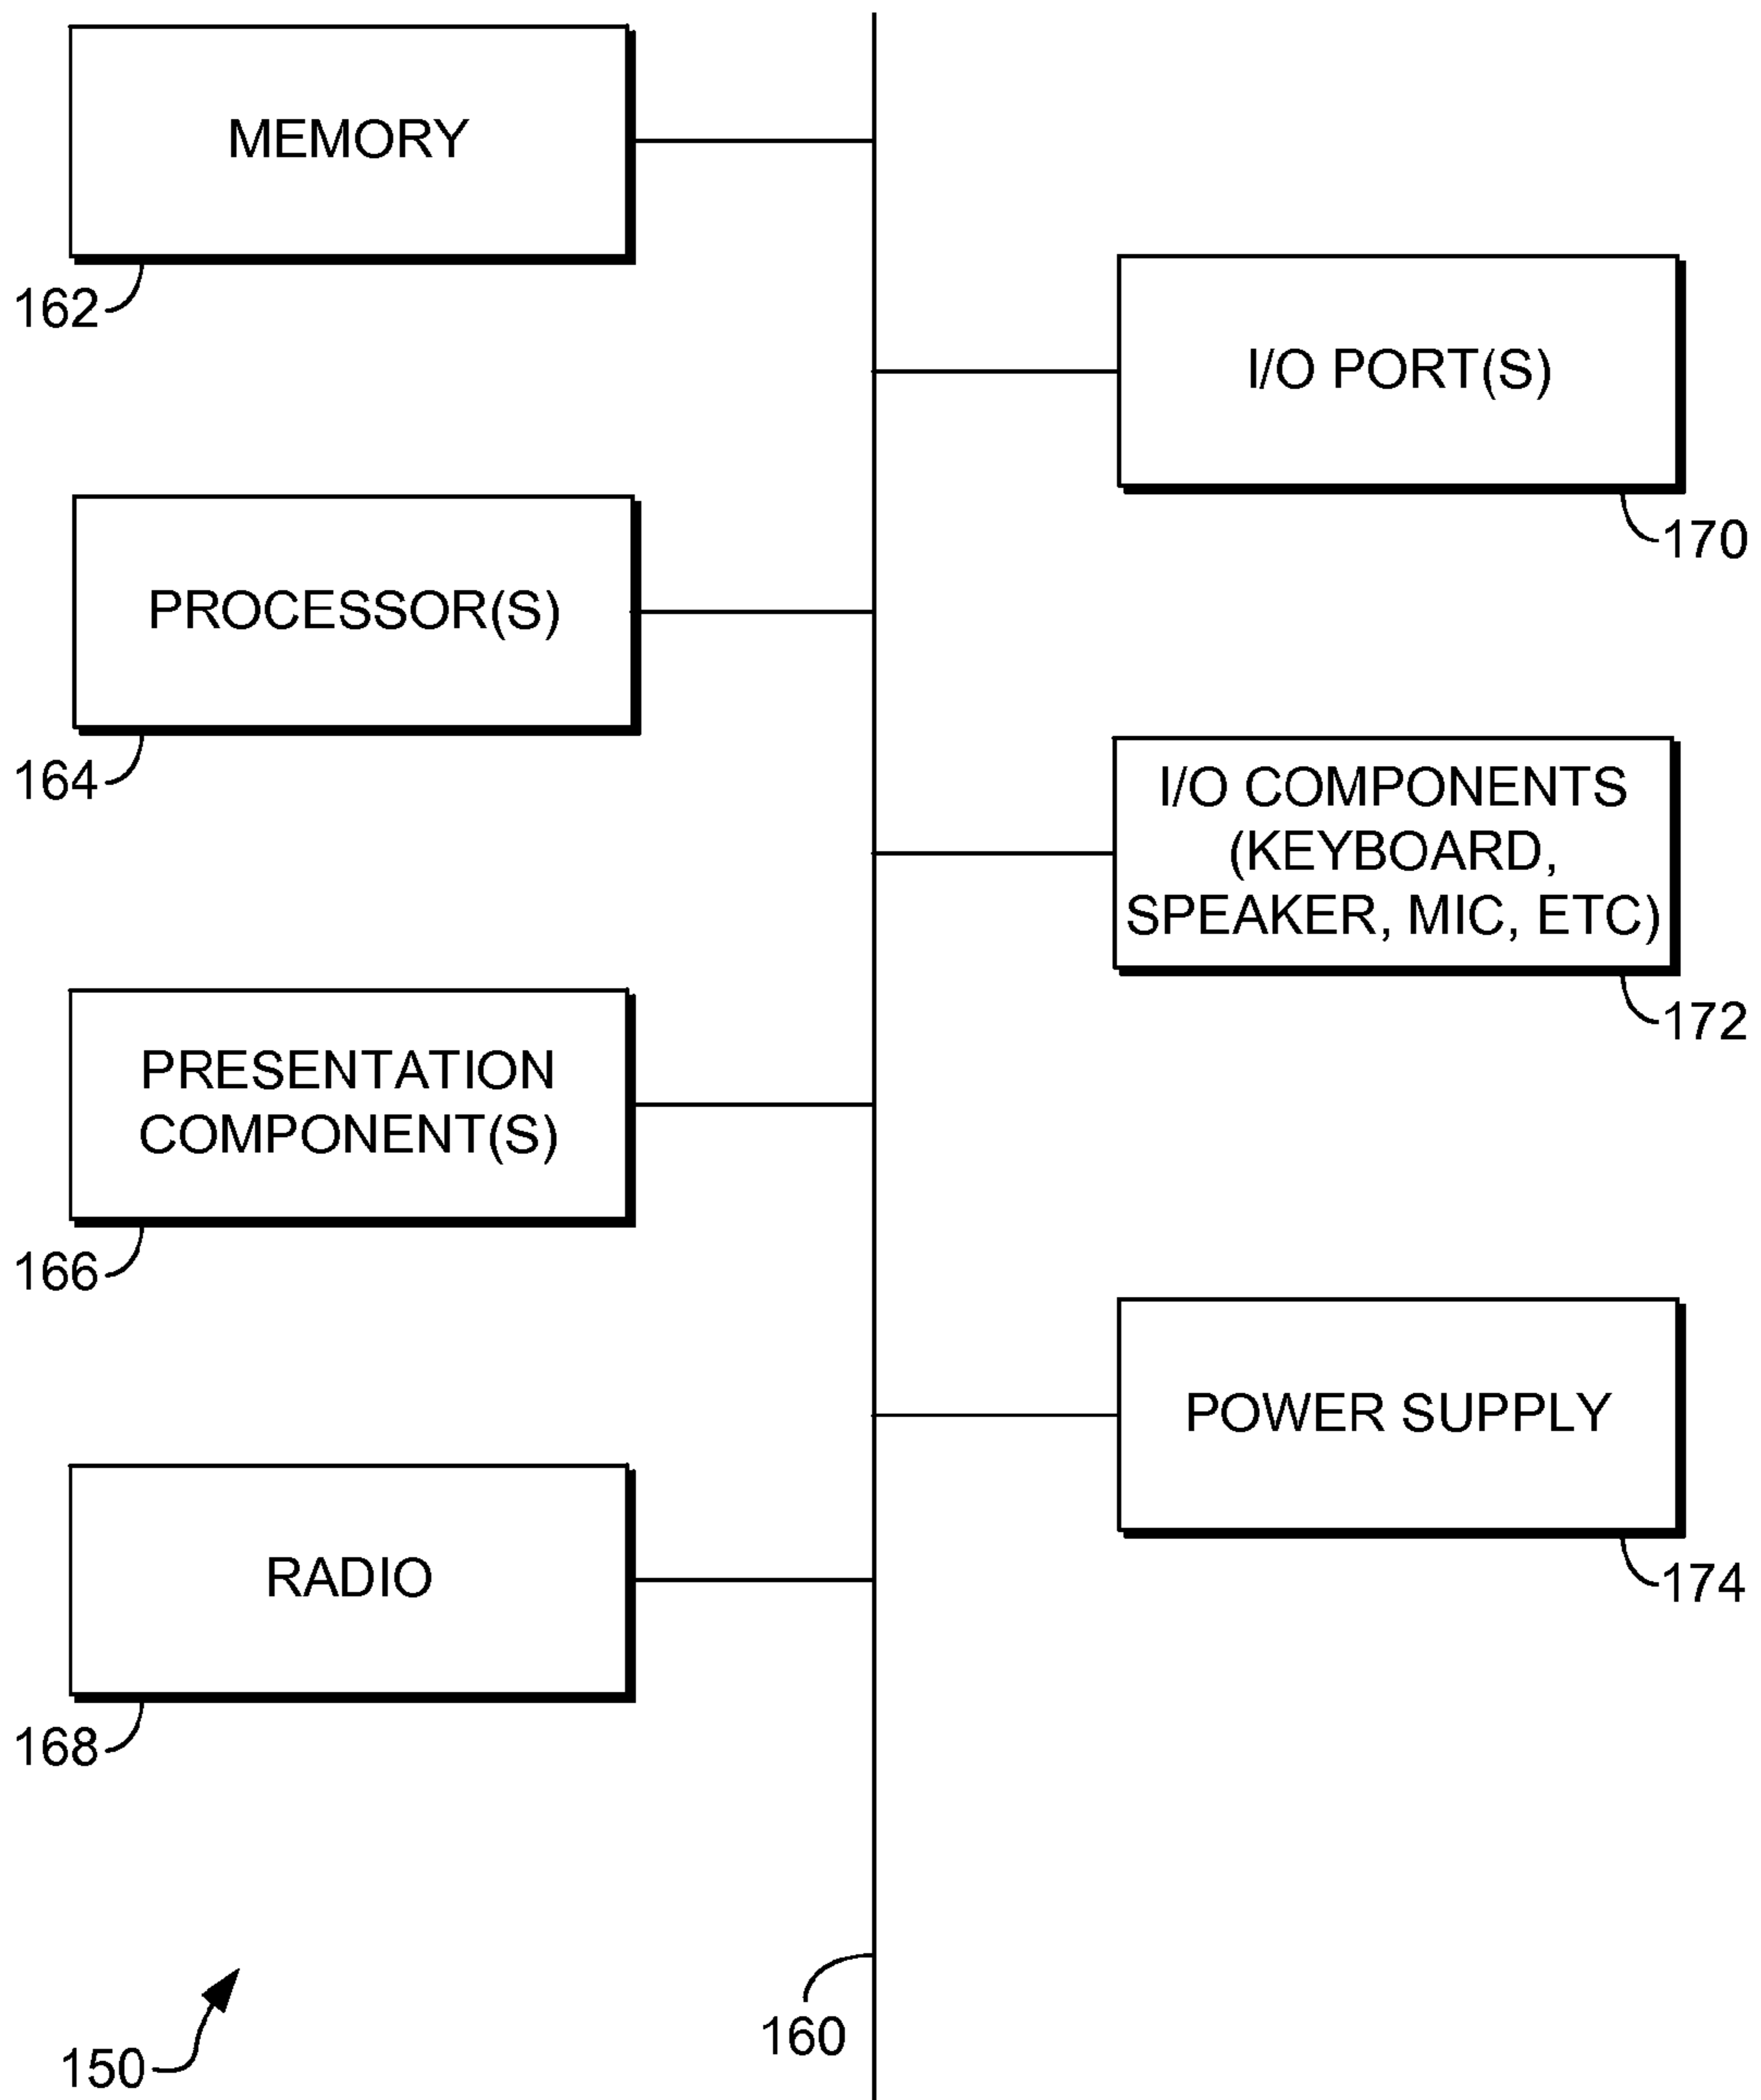 MEMORY
162
I/O PORT(S)
170
PROCESSOR(S)
164
I/O COMPONENTS
(KEYBOARD,
SPEAKER, MIC, ETC)
172
PRESENTATION
COMPONENT(S)
166
POWER SUPPLY
174
RADIO
168
160
150